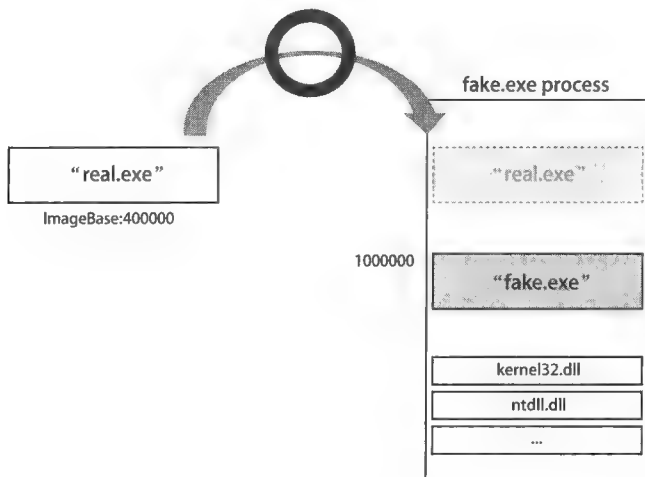 fake.exe process
"real.exe"
ImageBase:400000
"real.exe"
1000000
"fake.exe"
kernel32.dll
ntdll.dll
...